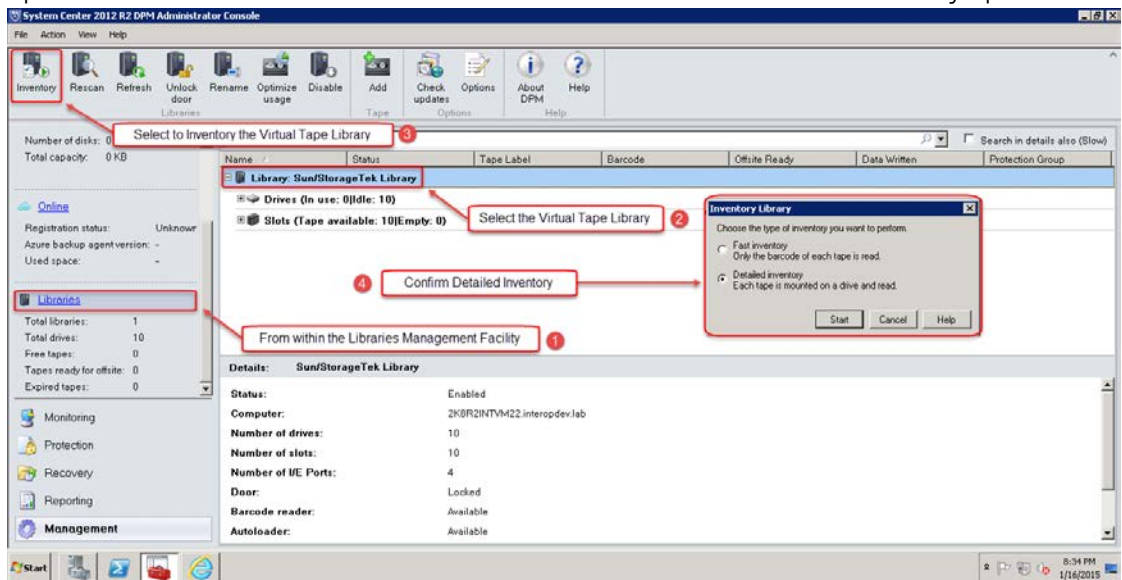 System Center 2012 R2 DPM Administrator Console
File Action View Help
Inventory Rescan Refresh Unlock door Rename Optimize usage Disable Add Check updates Options About DPM Help
Libraries Tape Options Help
Select to Inventory the Virtual Tape Library 3
Number of disks: 0
Search in details also (Slow)
Total capacity: 0 KB
Name Status Tape Label Barcode Offsite Ready Data Written Protection Group
Library: Sun/StorageTek Library
Drives (In use: 0|Idle: 10)
Slots (Tape available: 10|Empty: 0)
Select the Virtual Tape Library 2
Online
Registration status: Unknowr
Azure backup agent version: -
Used space: -
Inventory Library
Choose the type of inventory you want to perform.
Fast inventory
Only the barcode of each tape is read.
Detailed inventory
Each tape is mounted on a drive and read.
Start Cancel Help
4 Confirm Detailed Inventory
Libraries
From within the Libraries Management Facility 1
Total libraries: 1
Total drives: 10
Free tapes: 0
Tapes ready for offsite: 0
Expired tapes: 0
Details: Sun/StorageTek Library
Status: Enabled
Computer: 2K8R2INTVM22.interopdev.lab
Number of drives: 10
Number of slots: 10
Number of I/E Ports: 4
Door: Locked
Barcode reader: Available
Autoloader: Available
Monitoring
Protection
Recovery
Reporting
Management
Start
8:34 PM
1/16/2015